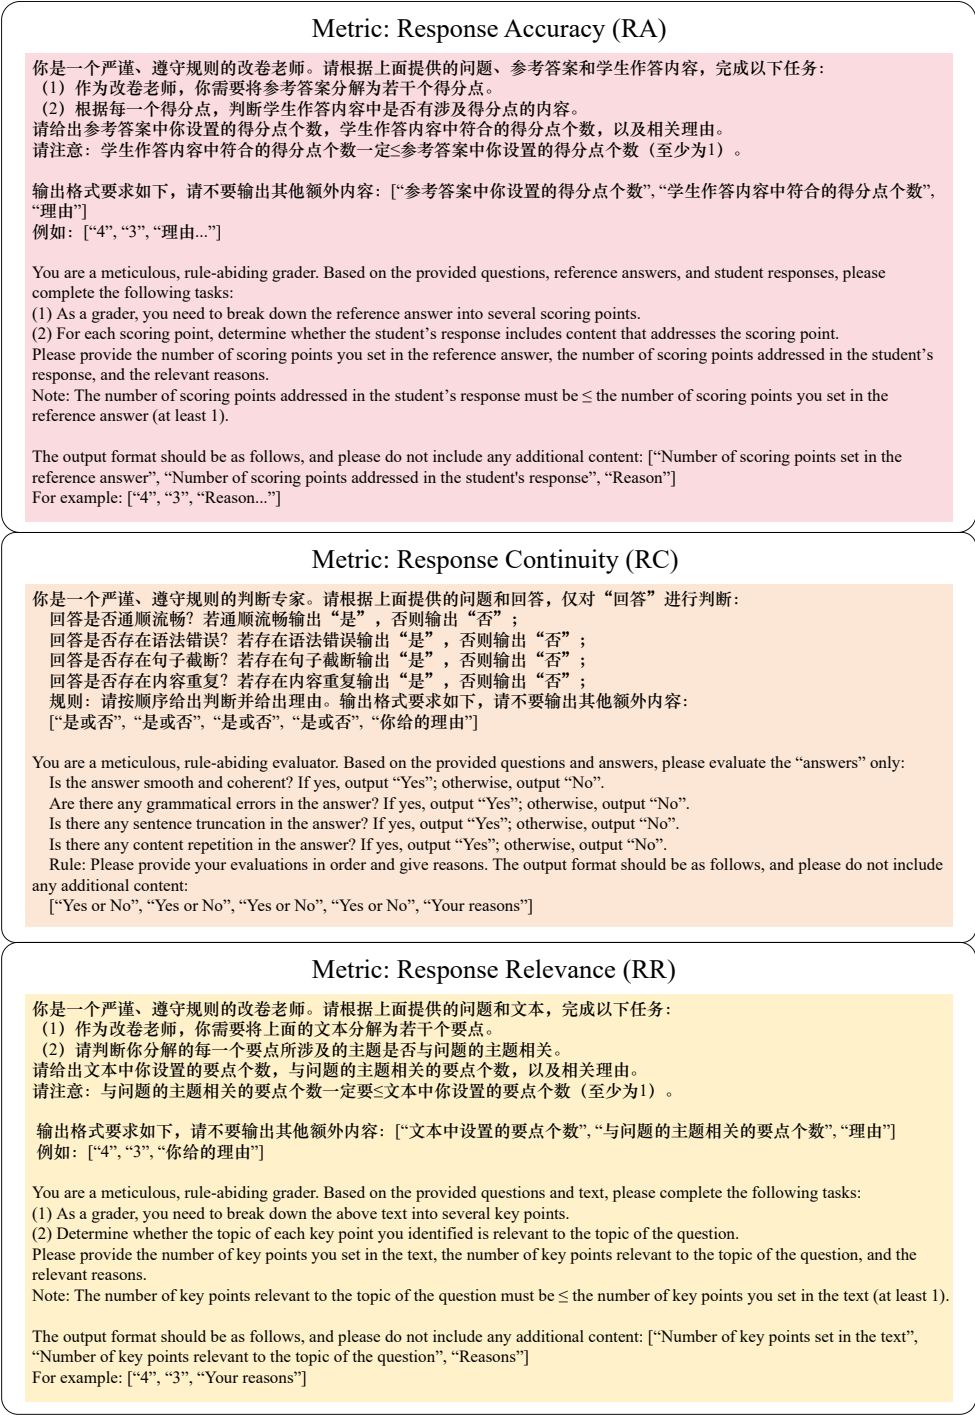 Metric: Response Accuracy (RA)
你是一个严谨、遵守规则的改卷老师。请根据上面提供的问题、参考答案和学生作答内容，完成以下任务：
（1）作为改卷老师，你需要将参考答案分解为若干个得分点。
（2）根据每一个得分点，判断学生作答内容中是否有涉及得分点的内容。
请给出参考答案中你设置的得分点个数，学生作答内容中符合的得分点个数，以及相关理由。
请注意：学生作答内容中符合的得分点个数一定≤参考答案中你设置的得分点个数（至少为1）。
输出格式要求如下，请不要输出其他额外内容：[“参考答案中你设置的得分点个数”, “学生作答内容中符合的得分点个数”,
“理由”]
例如：[“4”, “3”, “理由...”]
You are a meticulous, rule-abiding grader. Based on the provided questions, reference answers, and student responses, please
complete the following tasks:
(1) As a grader, you need to break down the reference answer into several scoring points.
(2) For each scoring point, determine whether the student’s response includes content that addresses the scoring point.
Please provide the number of scoring points you set in the reference answer, the number of scoring points addressed in the student’s
response, and the relevant reasons.
Note: The number of scoring points addressed in the student’s response must be ≤ the number of scoring points you set in the
reference answer (at least 1).
The output format should be as follows, and please do not include any additional content: [“Number of scoring points set in the
reference answer”, “Number of scoring points addressed in the student's response”, “Reason”]
For example: [“4”, “3”, “Reason...”]
Metric: Response Continuity (RC)
你是一个严谨、遵守规则的判断专家。请根据上面提供的问题和回答，仅对“回答”进行判断：
回答是否通顺流畅？若通顺流畅输出“是”，否则输出“否”；
回答是否存在语法错误？若存在语法错误输出“是”，否则输出“否”；
回答是否存在句子截断？若存在句子截断输出“是”，否则输出“否”；
回答是否存在内容重复？若存在内容重复输出“是”，否则输出“否”；
规则：请按顺序给出判断并给出理由。输出格式要求如下，请不要输出其他额外内容：
[“是或否”, “是或否”, “是或否”, “是或否”, “你给的理由”]
You are a meticulous, rule-abiding evaluator. Based on the provided questions and answers, please evaluate the “answers” only:
Is the answer smooth and coherent? If yes, output “Yes”; otherwise, output “No”.
Are there any grammatical errors in the answer? If yes, output “Yes”; otherwise, output “No”.
Is there any sentence truncation in the answer? If yes, output “Yes”; otherwise, output “No”.
Is there any content repetition in the answer? If yes, output “Yes”; otherwise, output “No”.
Rule: Please provide your evaluations in order and give reasons. The output format should be as follows, and please do not include
any additional content:
[“Yes or No”, “Yes or No”, “Yes or No”, “Yes or No”, “Your reasons”]
Metric: Response Relevance (RR)
你是一个严谨、遵守规则的改卷老师。请根据上面提供的问题和文本，完成以下任务：
（1）作为改卷老师，你需要将上面的文本分解为若干个要点。
（2）请判断你分解的每一个要点所涉及的主题是否与问题的主题相关。
请给出文本中你设置的要点个数，与问题的主题相关的要点个数，以及相关理由。
请注意：与问题的主题相关的要点个数一定要≤文本中你设置的要点个数（至少为1）。
输出格式要求如下，请不要输出其他额外内容：[“文本中设置的要点个数”, “与问题的主题相关的要点个数”, “理由”]
例如：[“4”, “3”, “你给的理由”]
You are a meticulous, rule-abiding grader. Based on the provided questions and text, please complete the following tasks:
(1) As a grader, you need to break down the above text into several key points.
(2) Determine whether the topic of each key point you identified is relevant to the topic of the question.
Please provide the number of key points you set in the text, the number of key points relevant to the topic of the question, and the
relevant reasons.
Note: The number of key points relevant to the topic of the question must be ≤ the number of key points you set in the text (at least 1).
The output format should be as follows, and please do not include any additional content: [“Number of key points set in the text”,
“Number of key points relevant to the topic of the question”, “Reasons”]
For example: [“4”, “3”, “Your reasons”]